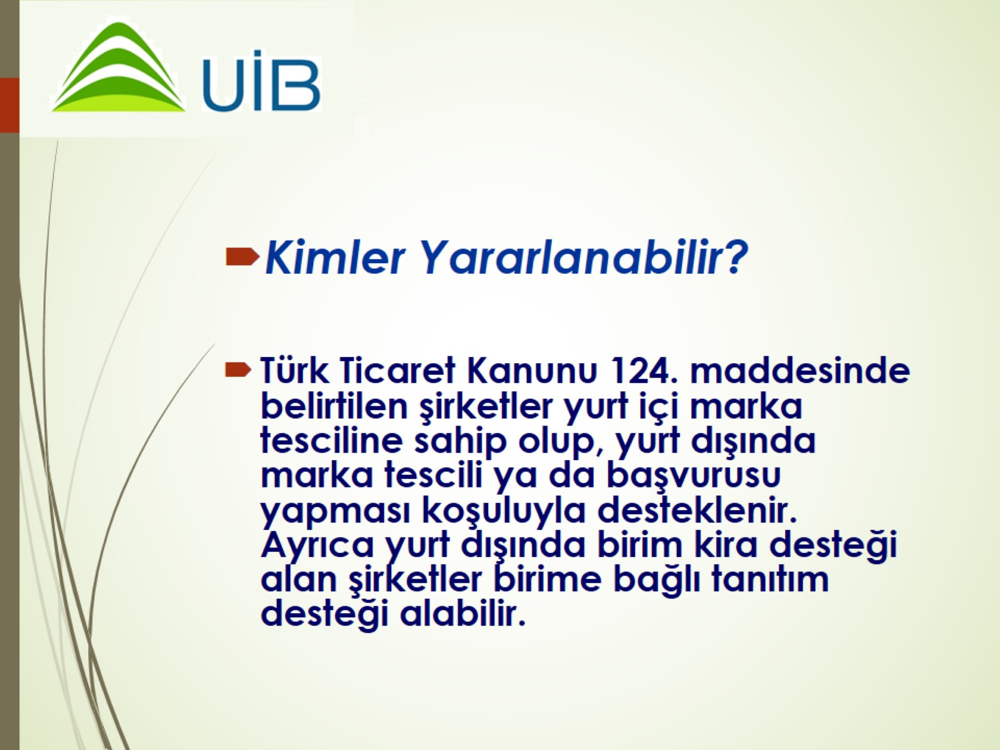 UİB
Kimler Yararlanabilir?
Türk Ticaret Kanunu 124. maddesinde
belirtilen şirketler yurt içi marka
tesciline sahip olup, yurt dışında
marka tescili ya da başvurusu
yapması koşuluyla desteklenir.
Ayrıca yurt dışında birim kira desteği
alan şirketler birime bağlı tanıtım
desteği alabilir.